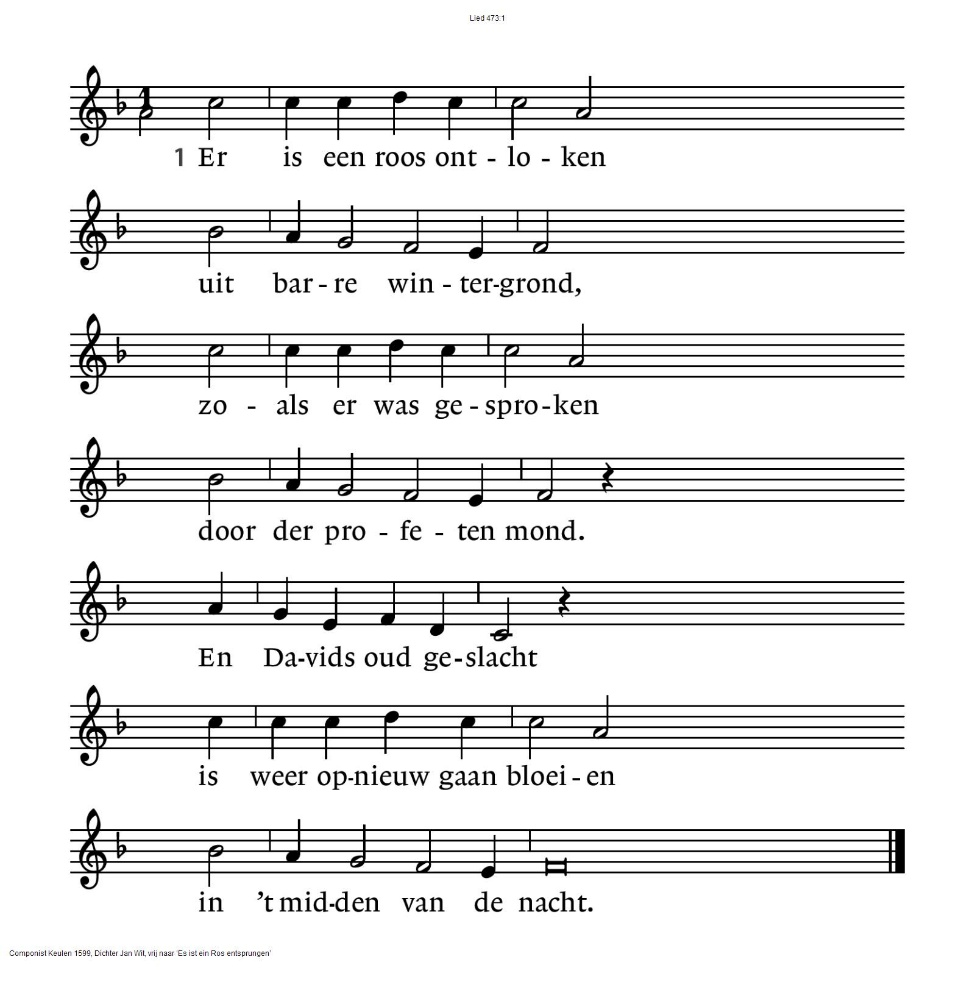 Lied 473:1
1
1 Er is een roos ont - lo - ken
uit bar - re win - ter-grond,
zo - als er was ge - spro - ken
door der pro - fe - ten mond.
En Da-vids oud ge-slacht
is weer op-nieuw gaan bloei - en
in ’t mid-den van de nacht.
Componist Keulen 1599, Dichter Jan Wit, vrij naar 'Es ist ein Ros entsprungen'